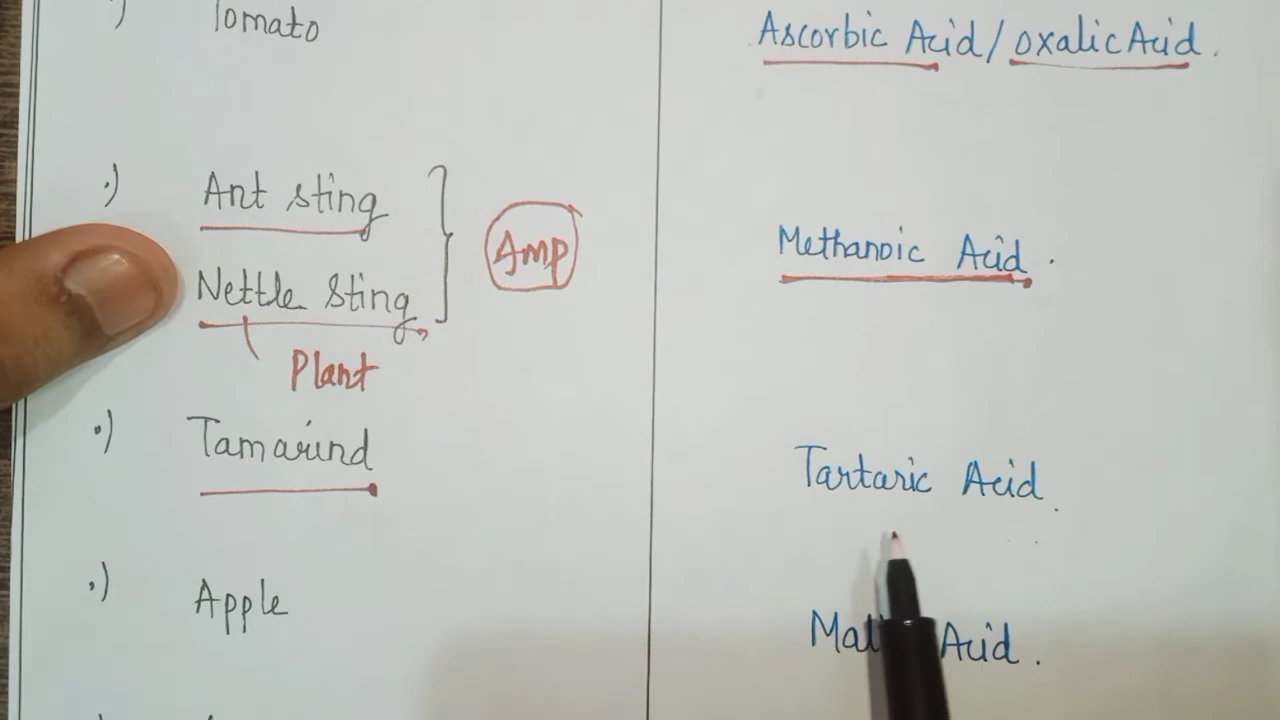 Tomato Ascorbic Acid / Oxalic Acid.
.) Ant sting
Amp Methanoic Acid.
Nettle sting
Plant
.) Tamarind Tartaric Acid.
.) Apple Acid.